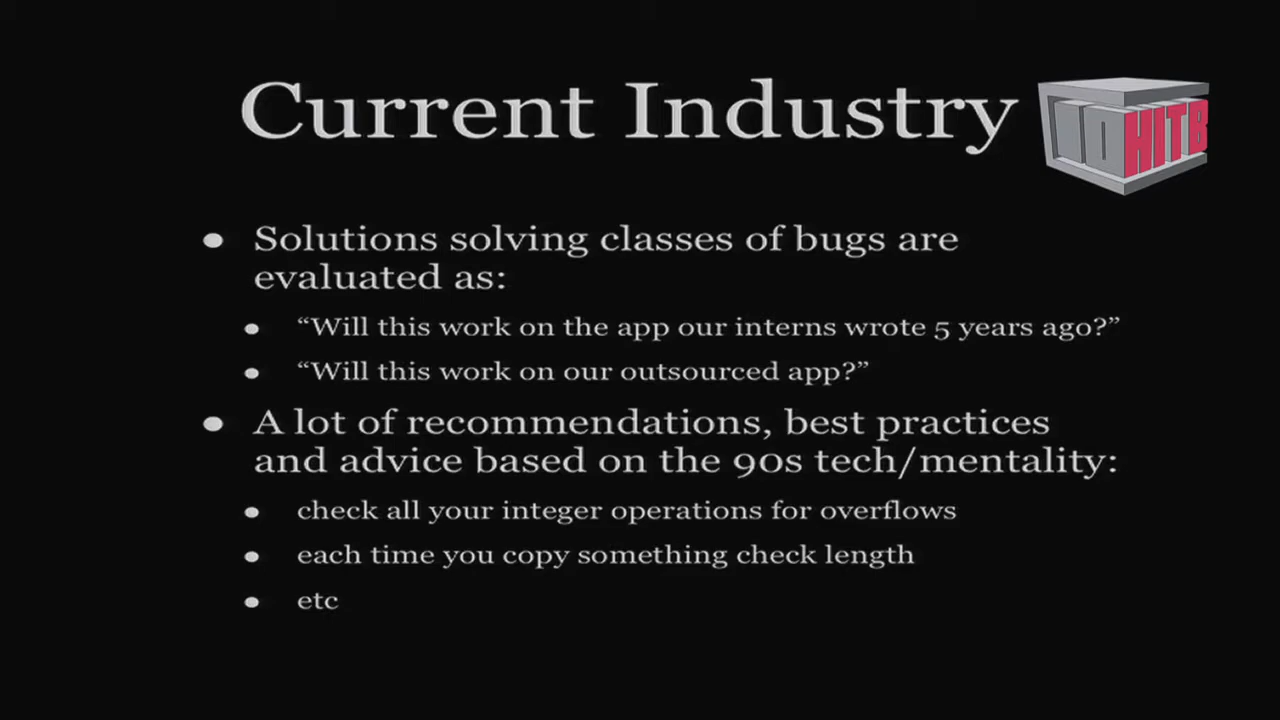 Current Industry
HITB
● Solutions solving classes of bugs are
evaluated as:
● “Will this work on the app our interns wrote 5 years ago?”
● “Will this work on our outsourced app?”
● A lot of recommendations, best practices
and advice based on the 90s tech/mentality:
● check all your integer operations for overflows
● each time you copy something check length
● etc